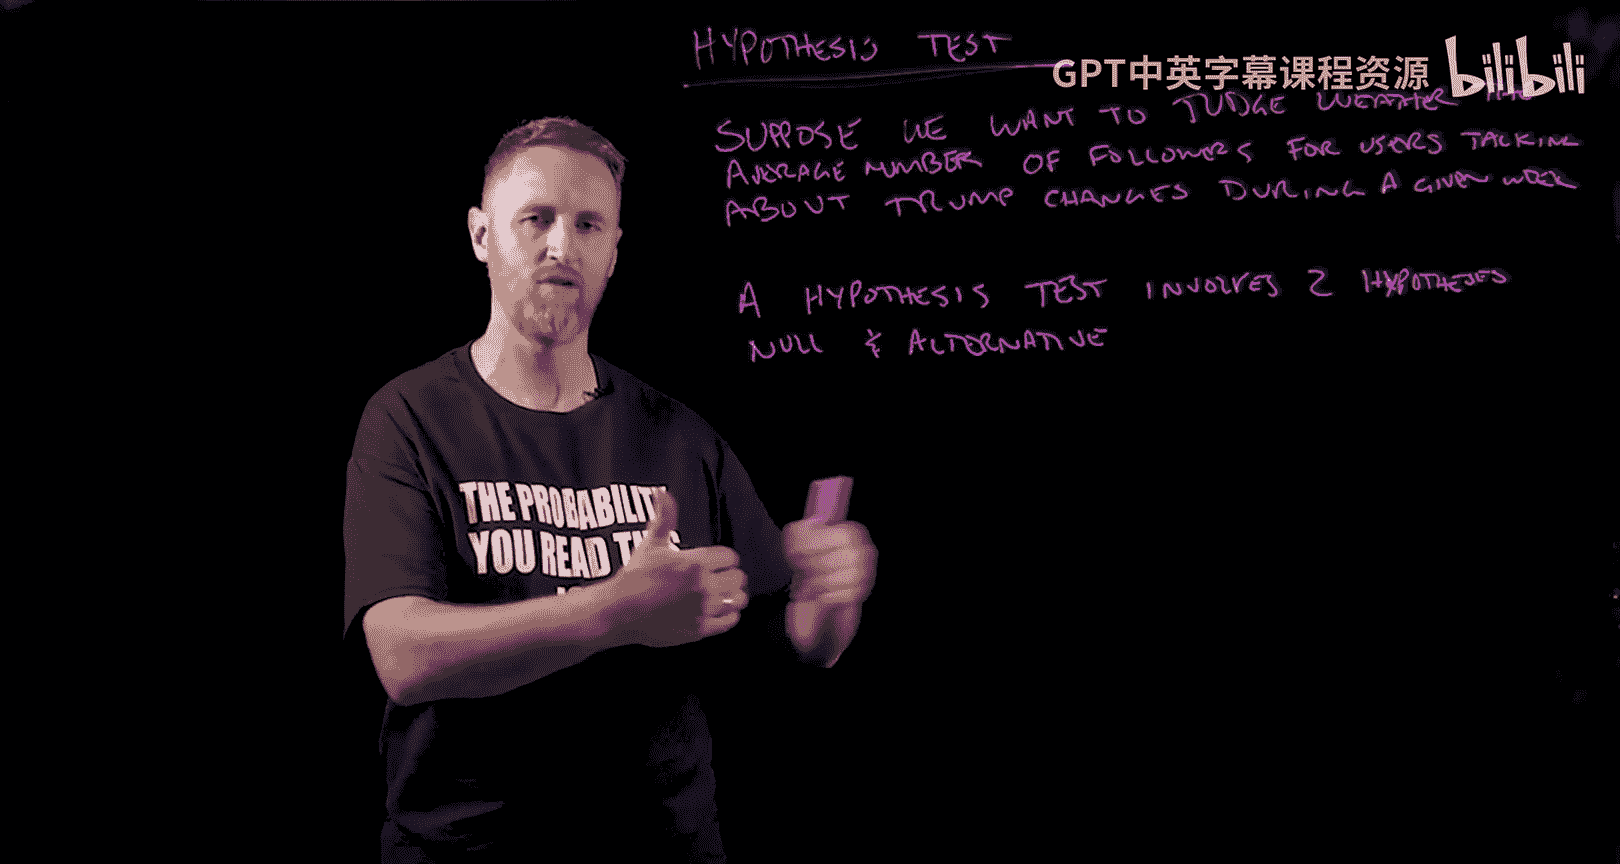 HYPOTHESIS TEST
GPT中英字幕课程资源 bilibili
SUPPOSE WE WANT TO JUDGE WEATHER THE
AVERAGE NUMBER OF FOLLOWERS FOR USERS TALKING
ABOUT TRUMP CHANGES DURING A GIVEN WEEK
A HYPOTHESIS TEST INVOLVES 2 HYPOTHESES
NULL & ALTERNATIVE
THE PROBABILITY
YOU READ THIS